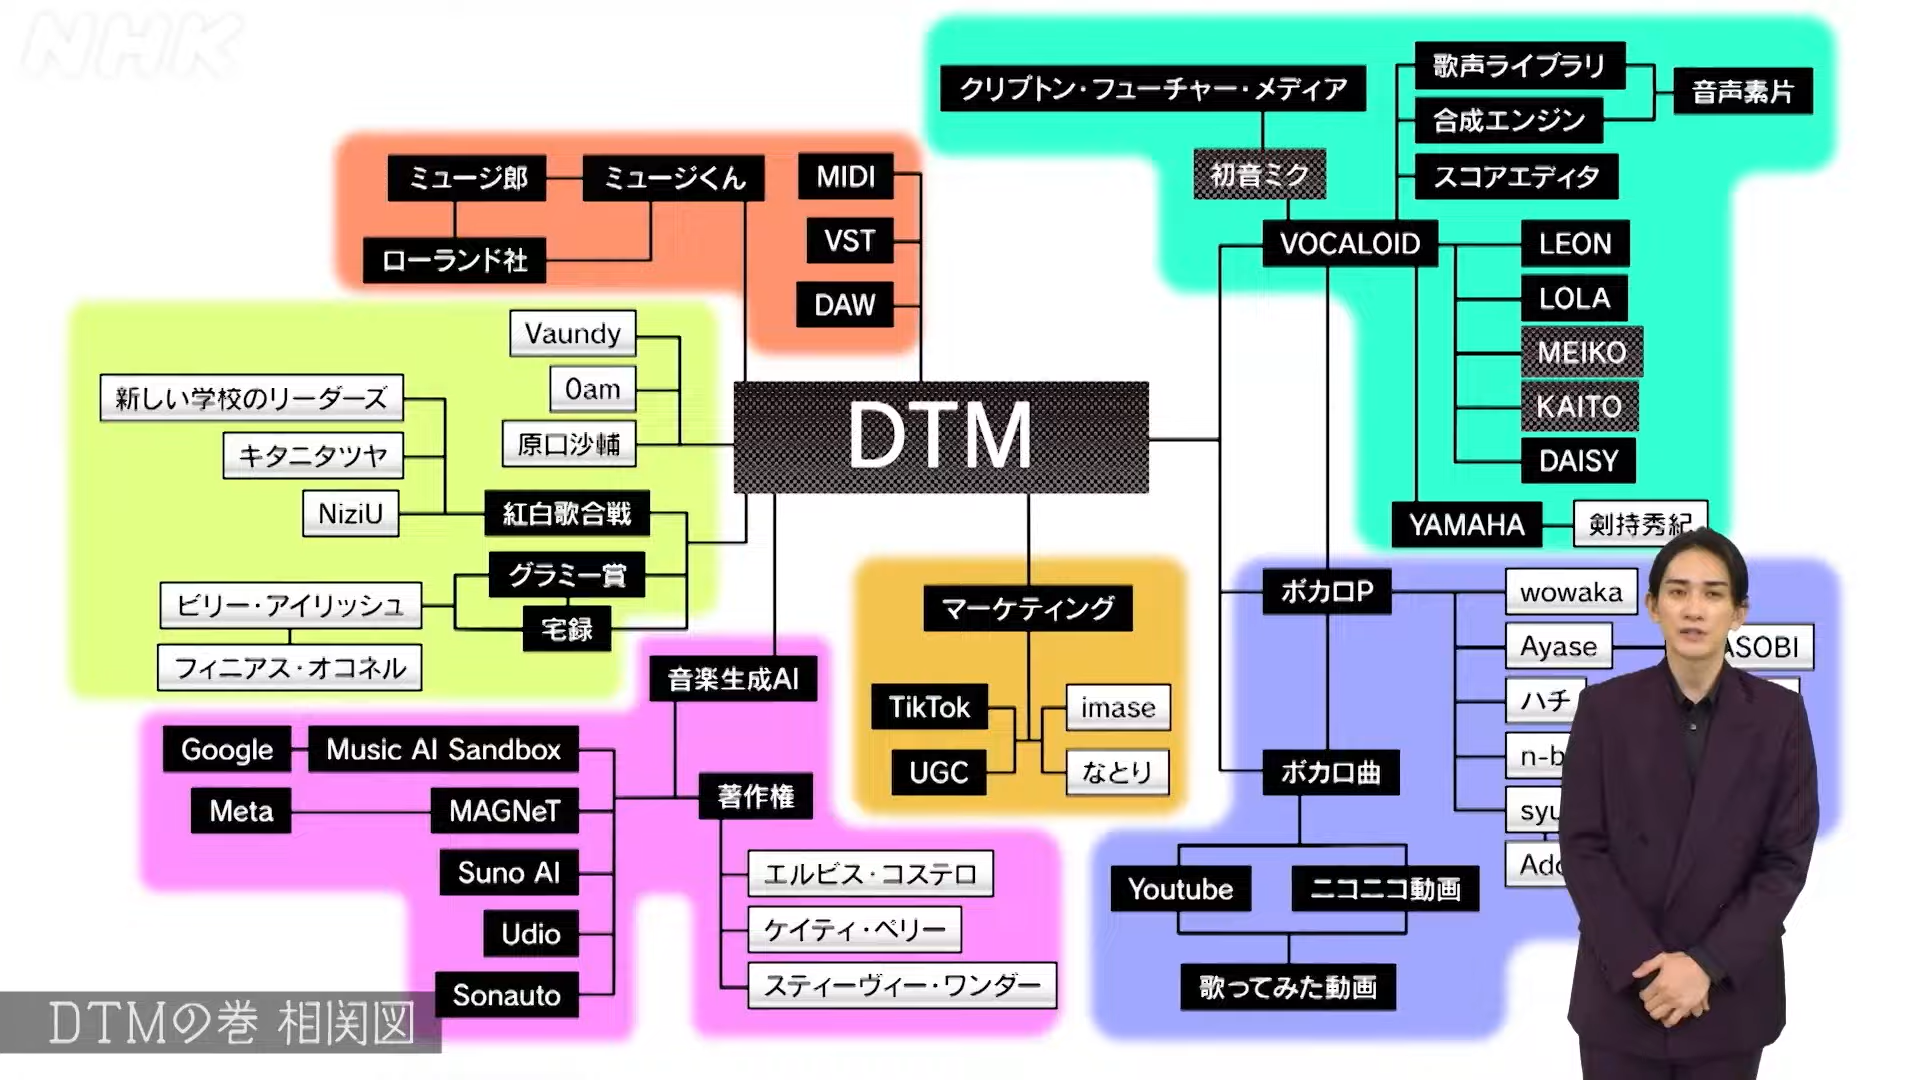 NHK
クリプトン・フューチャー・メディア
歌声ライブラリ
音声素片
合成エンジン
初音ミク
スコアエディタ
VOCALOID
LEON
LOLA
MEIKO
KAITO
DAISY
YAMAHA
剣持秀紀
ミュージ郎
ミュージくん
ローランド社
MIDI
VST
DAW
Vaundy
0am
原口沙輔
新しい学校のリーダーズ
キタニタツヤ
NiziU
紅白歌合戦
グラミー賞
宅録
ビリー・アイリッシュ
フィニアス・オコネル
DTM
音楽生成AI
Google
Music AI Sandbox
Meta
MAGNeT
Suno AI
Udio
Sonauto
著作権
エルビス・コステロ
ケイティ・ペリー
スティーヴィー・ワンダー
マーケティング
TikTok
UGC
imase
なとり
ボカロP
wowaka
Ayase
ASOBI
ハチ
n-b
syu
Ado
ボカロ曲
Youtube
ニコニコ動画
歌ってみた動画
DTMの巻 相関図